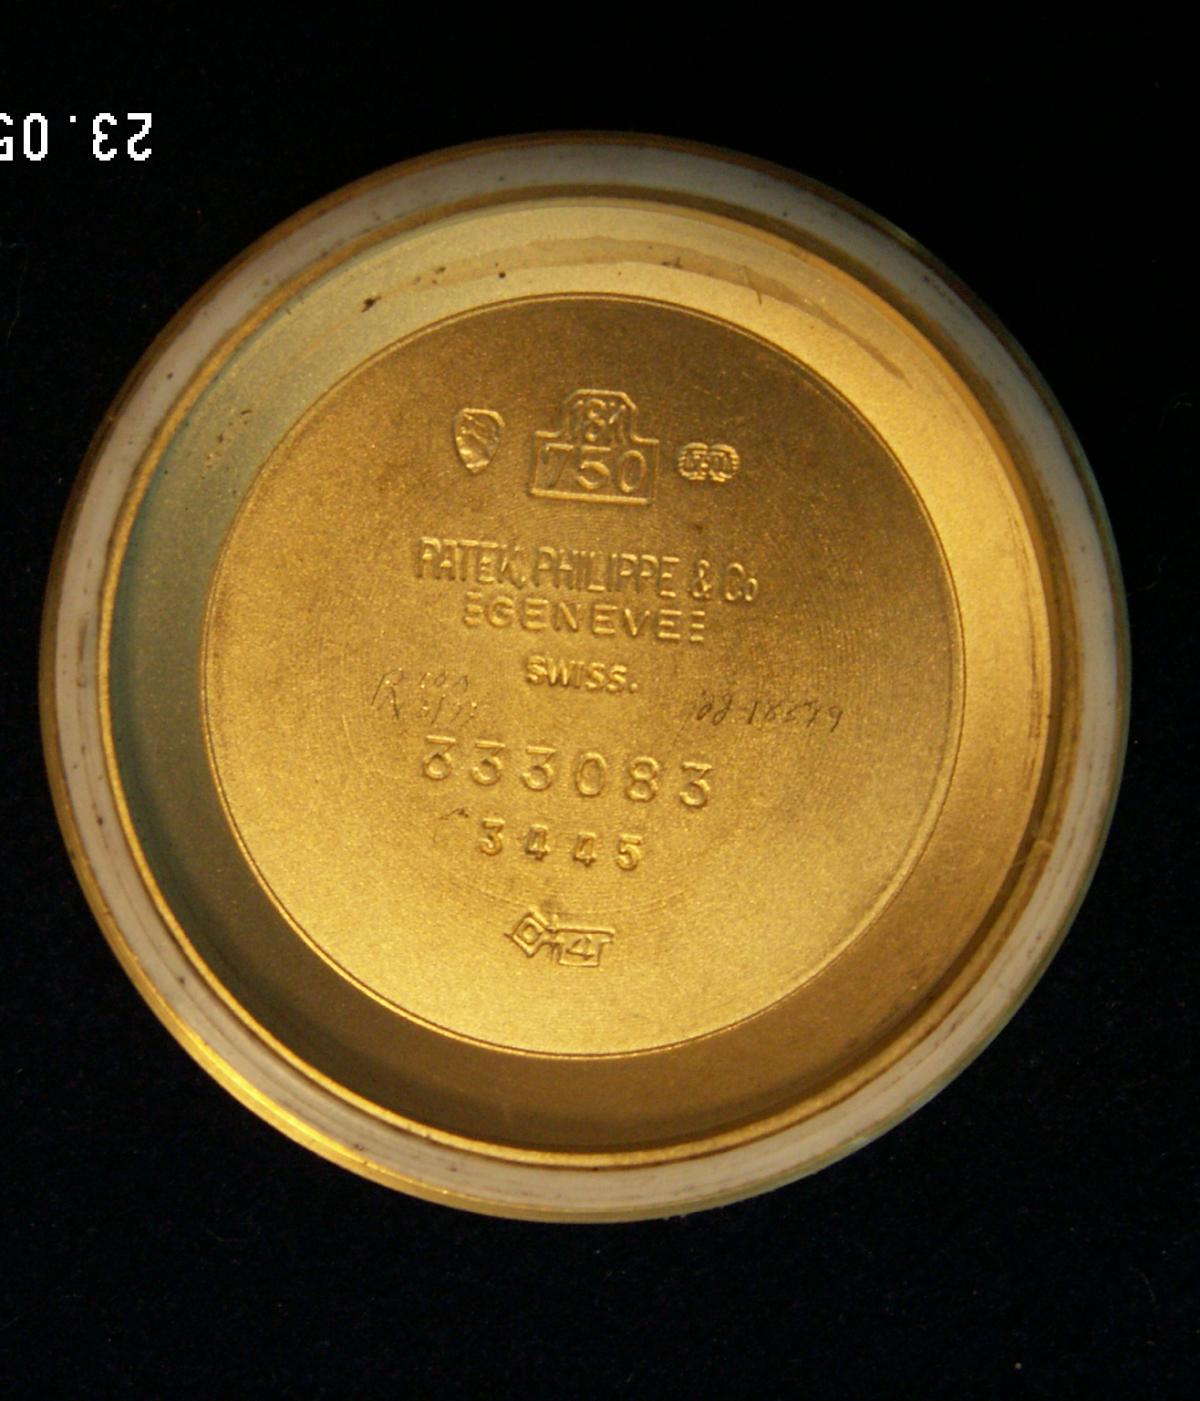 23.05
18K
750
PATEK, PHILIPPE & Co
GENEVE
SWISS.
333083
3445